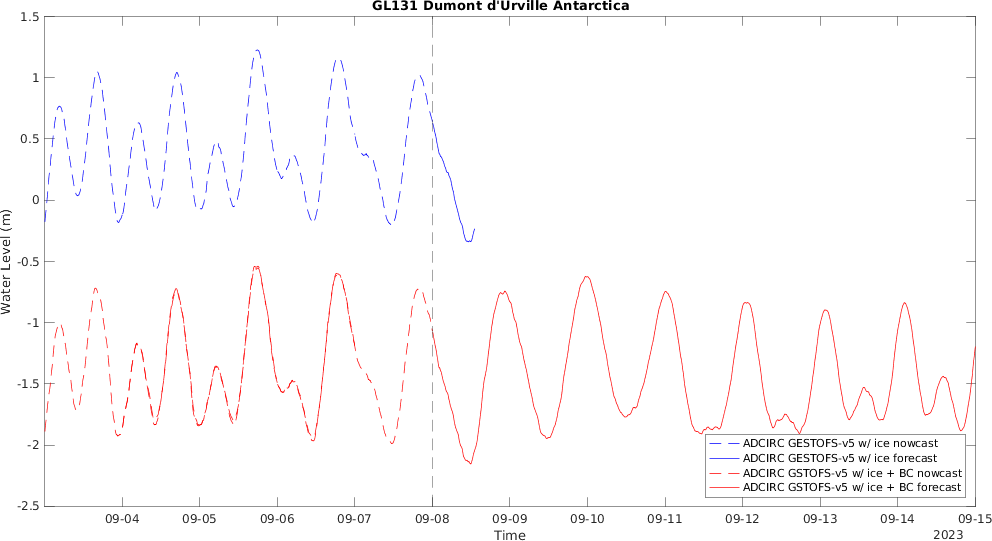 GL131 Dumont d'Urville Antarctica
1.5
1
0.5
0
-0.5
-1
-1.5
-2
-2.5
Water Level (m)
ADCIRC GESTOFS-v5 w/ ice nowcast
ADCIRC GESTOFS-v5 w/ ice forecast
ADCIRC GSTOFS-v5 w/ ice + BC nowcast
ADCIRC GSTOFS-v5 w/ ice + BC forecast
09-04 09-05 09-06 09-07 09-08 09-09 09-10 09-11 09-12 09-13 09-14 09-15
Time
2023